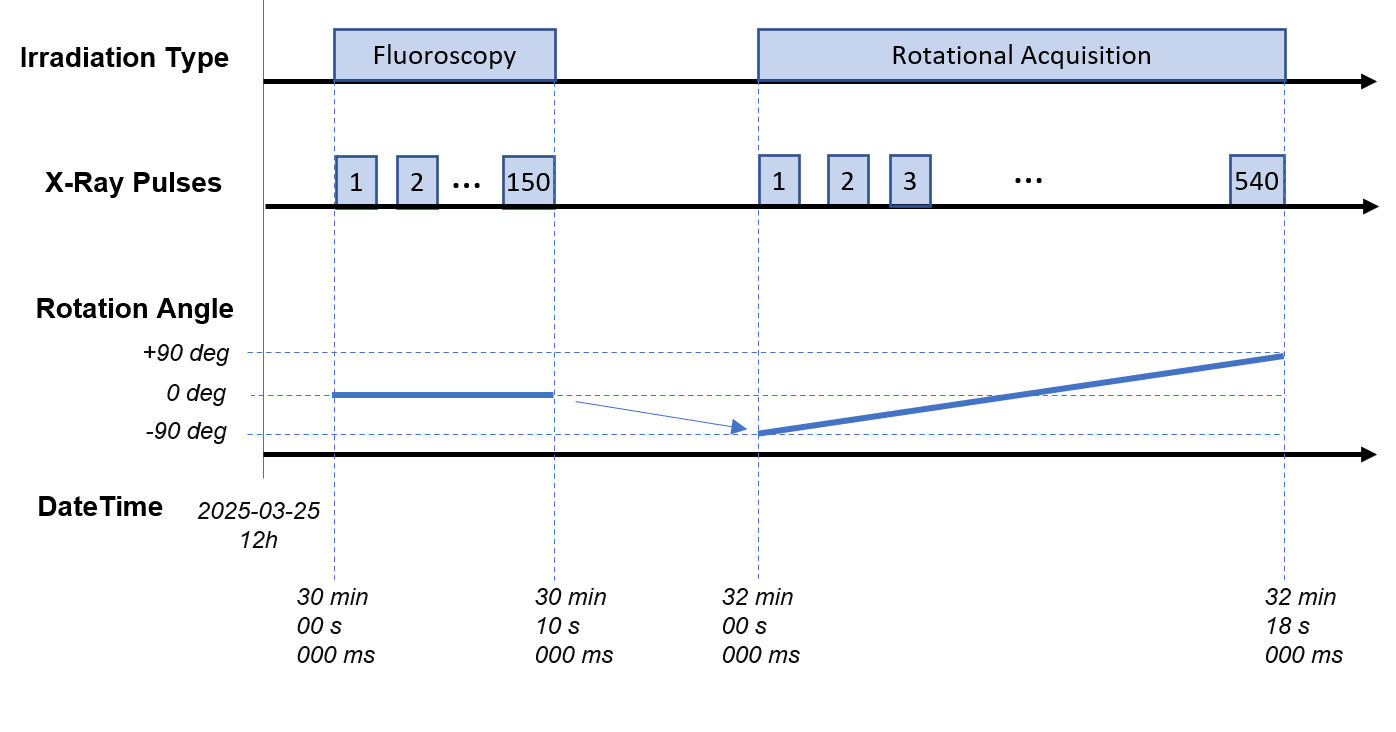 Irradiation Type
Fluoroscopy
Rotational Acquisition
X-Ray Pulses
1
2
...
150
1
2
3
...
540
Rotation Angle
+90 deg
0 deg
-90 deg
DateTime
2025-03-25
12h
30 min
00 s
000 ms
30 min
10 s
000 ms
32 min
00 s
000 ms
32 min
18 s
000 ms